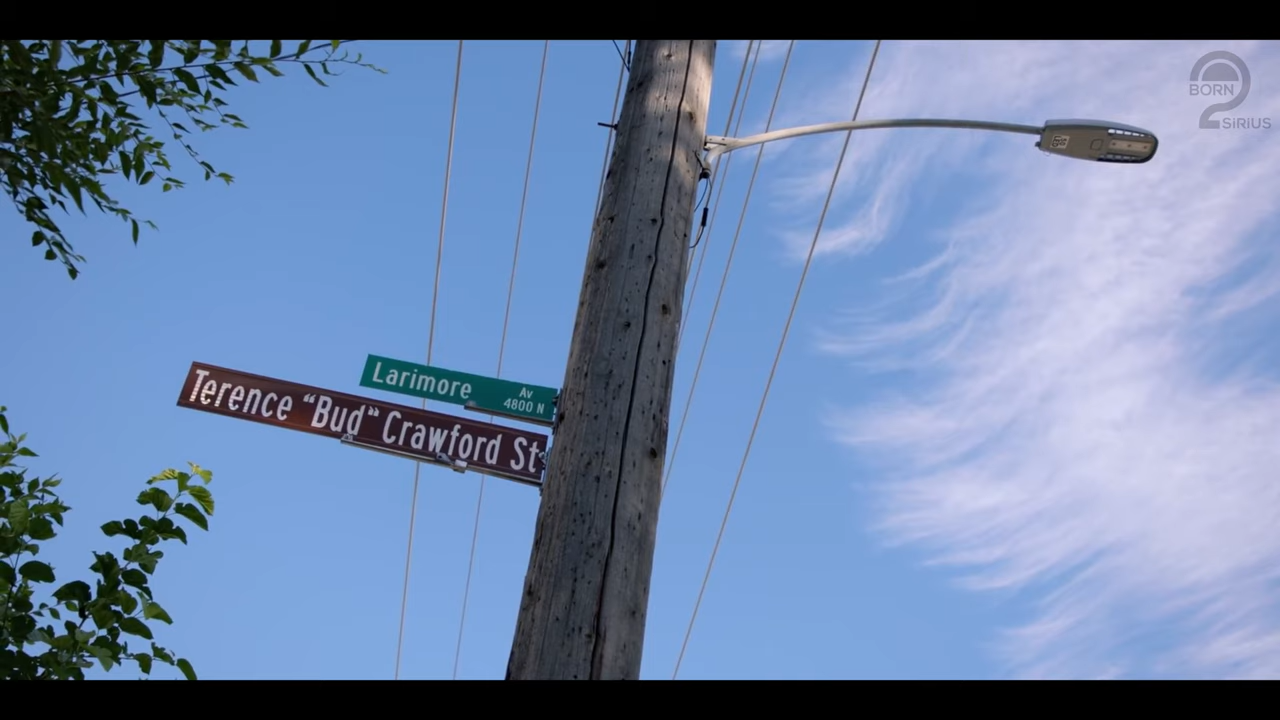 BORN
2
SiRiUS
Larimore Av
4800 N
Terence “Bud” Crawford St